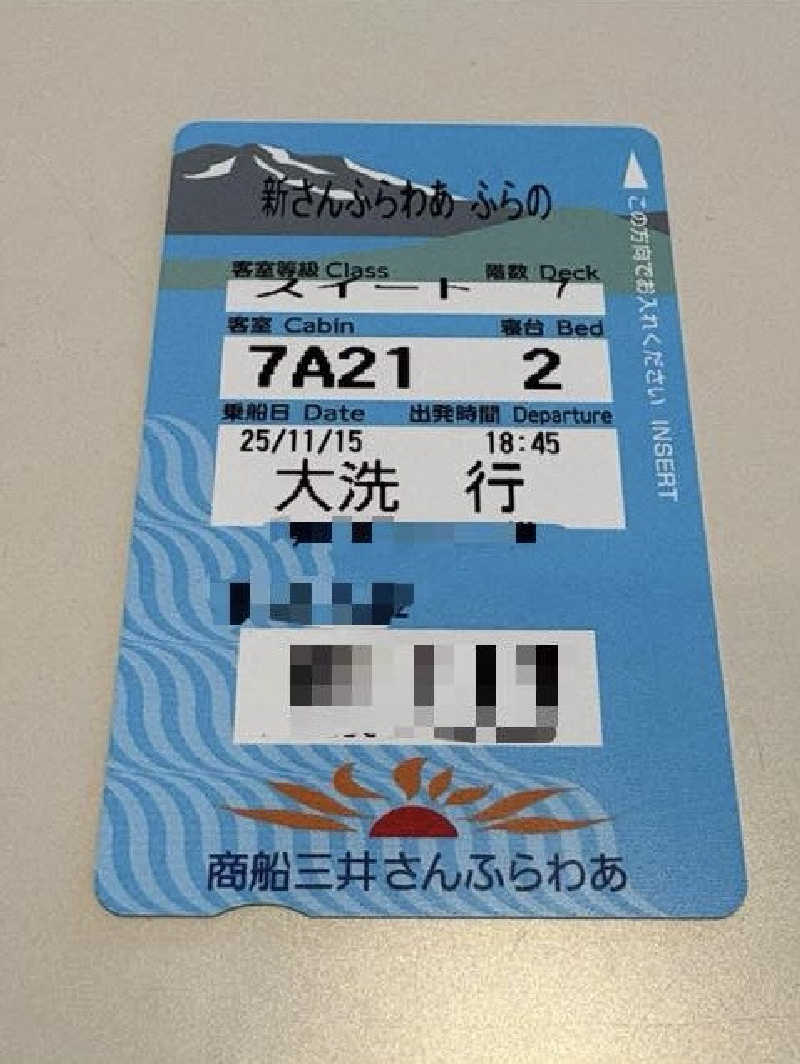 新さんふらわあ ふらの
客室等級 Class 階数 Deck
スイート 7
客室 Cabin 寝台 Bed
7A21 2
乗船日 Date 出発時間 Departure
25/11/15 18:45
大洗 行
商船三井さんふらわあ
この方向でお入れください INSERT